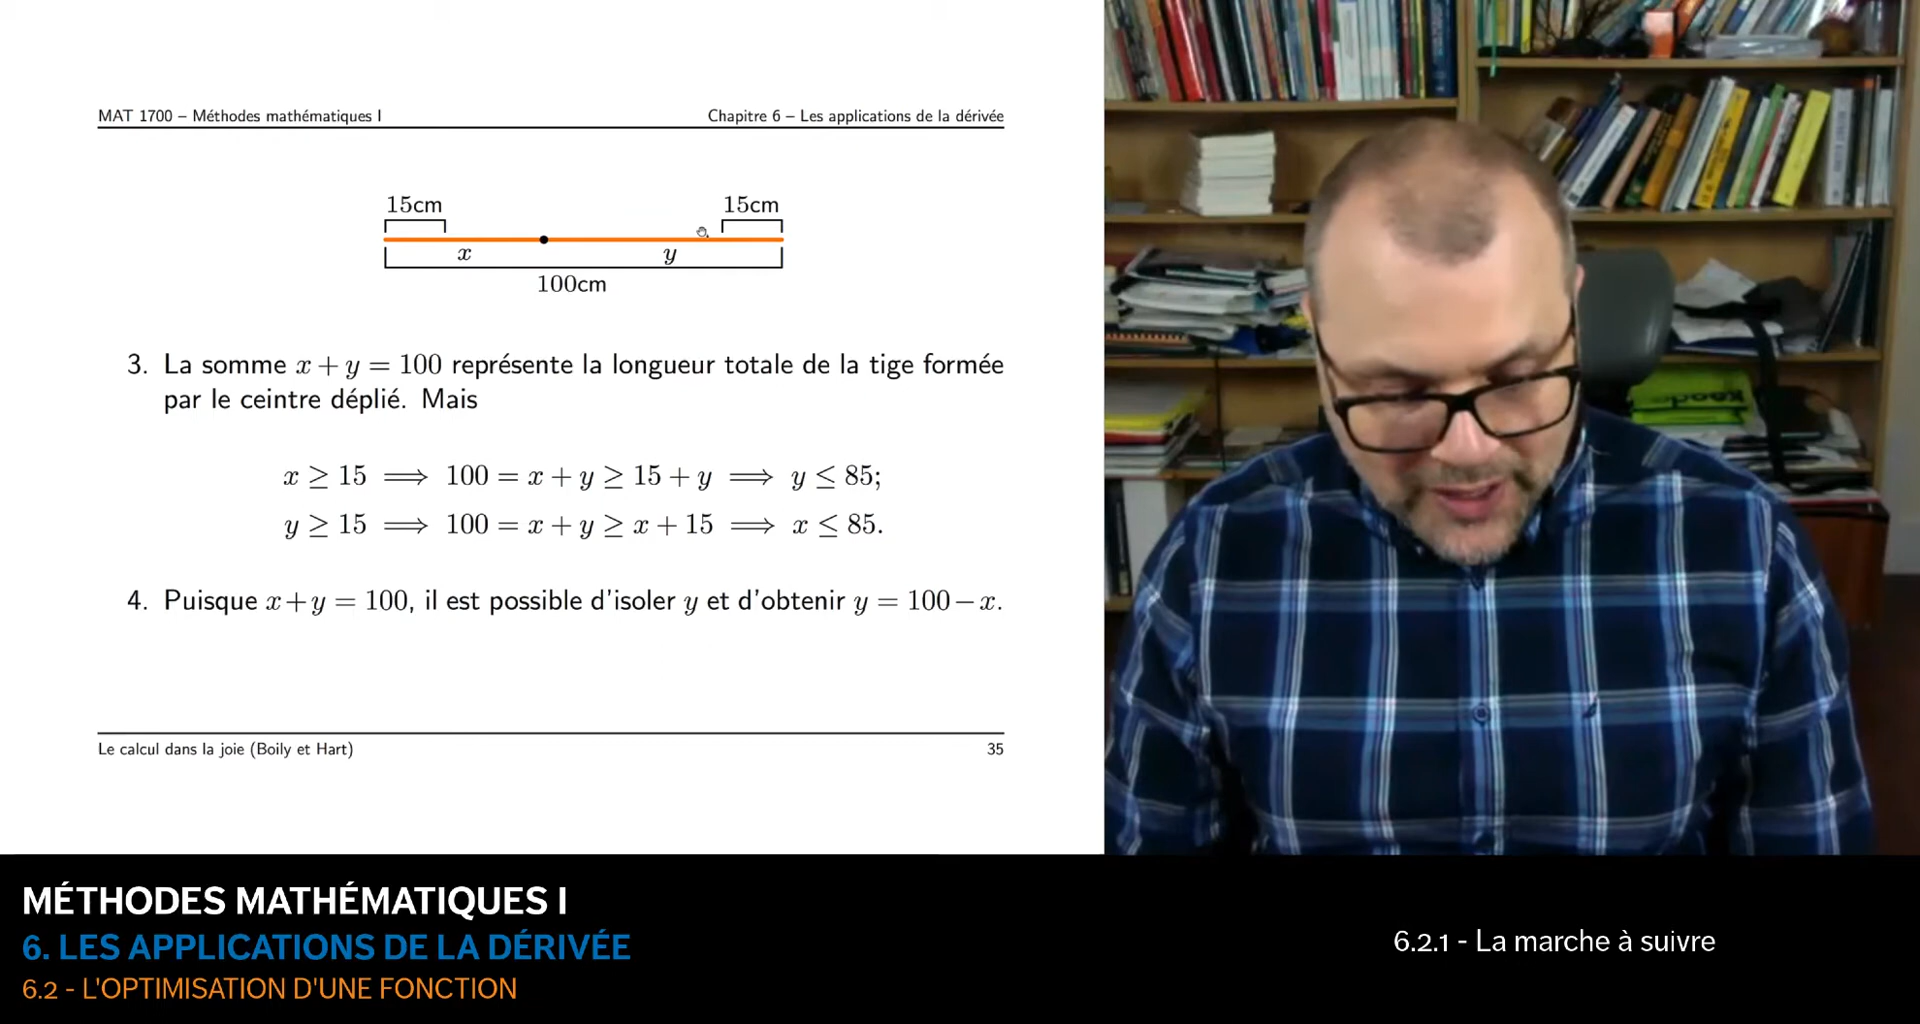 MAT 1700 – Méthodes mathématiques I
Chapitre 6 – Les applications de la dérivée
15cm
15cm
x
y
100cm
3. La somme x + y = 100 représente la longueur totale de la tige formée
par le ceintre déplié. Mais
x ≥ 15 ⟹ 100 = x + y ≥ 15 + y ⟹ y ≤ 85;
y ≥ 15 ⟹ 100 = x + y ≥ x + 15 ⟹ x ≤ 85.
4. Puisque x + y = 100, il est possible d'isoler y et d'obtenir y = 100 − x.
Le calcul dans la joie (Boily et Hart)
35
MÉTHODES MATHÉMATIQUES I
6. LES APPLICATIONS DE LA DÉRIVÉE
6.2 - L'OPTIMISATION D'UNE FONCTION
6.2.1 - La marche à suivre